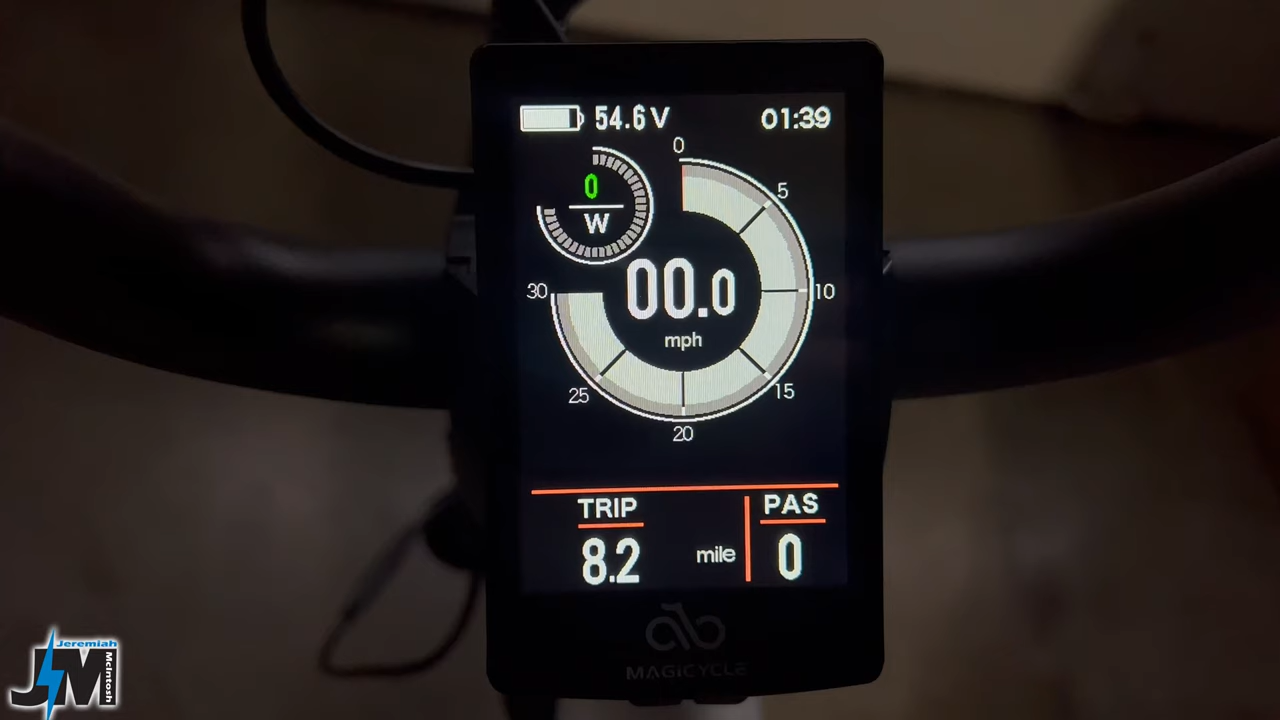 54.6 V 01:39
0
5
0
W
10
30
00.0
mph
15
25
20
TRIP PAS
8.2 mile 0
MAGICYCLE
Jeremiah
McIntosh
JM